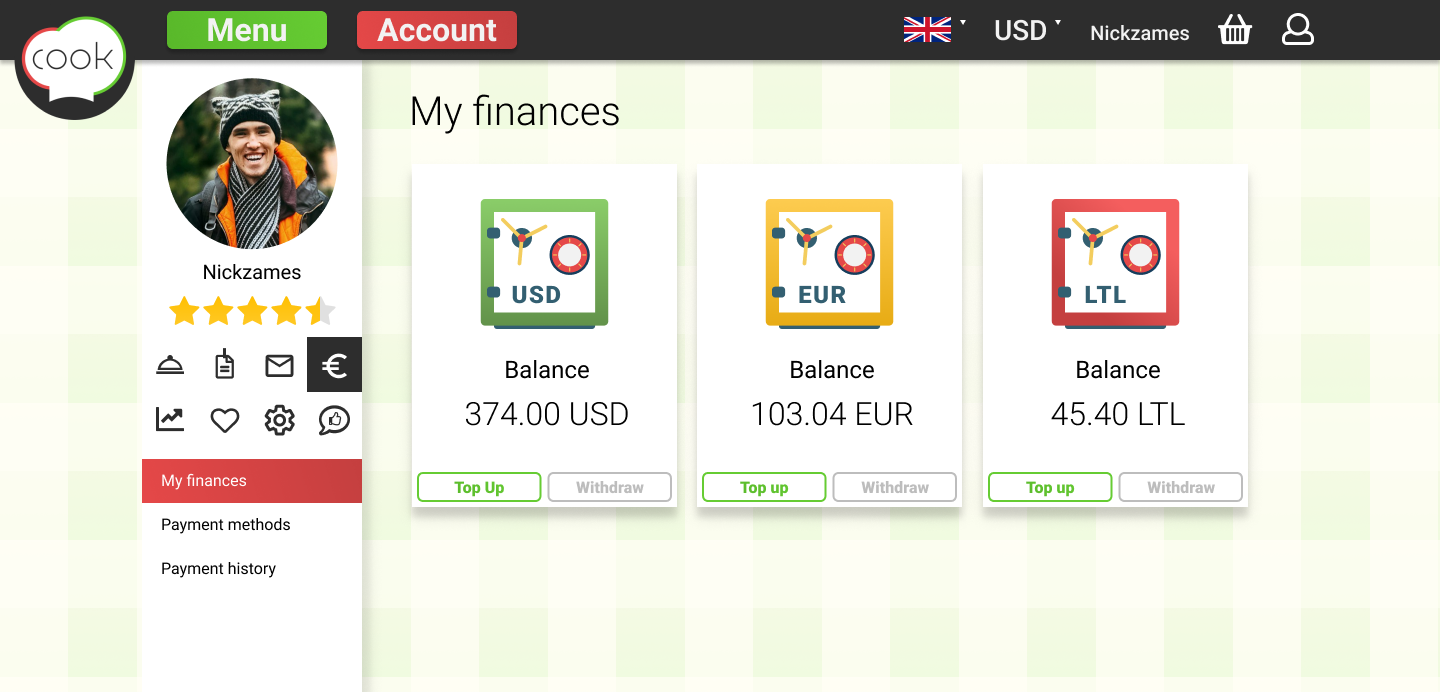 cook
Menu
Account
USD
Nickzames
Nickzames
€
My finances
Payment methods
Payment history
My finances
USD
Balance
374.00 USD
Top Up
Withdraw
EUR
Balance
103.04 EUR
Top up
Withdraw
LTL
Balance
45.40 LTL
Top up
Withdraw